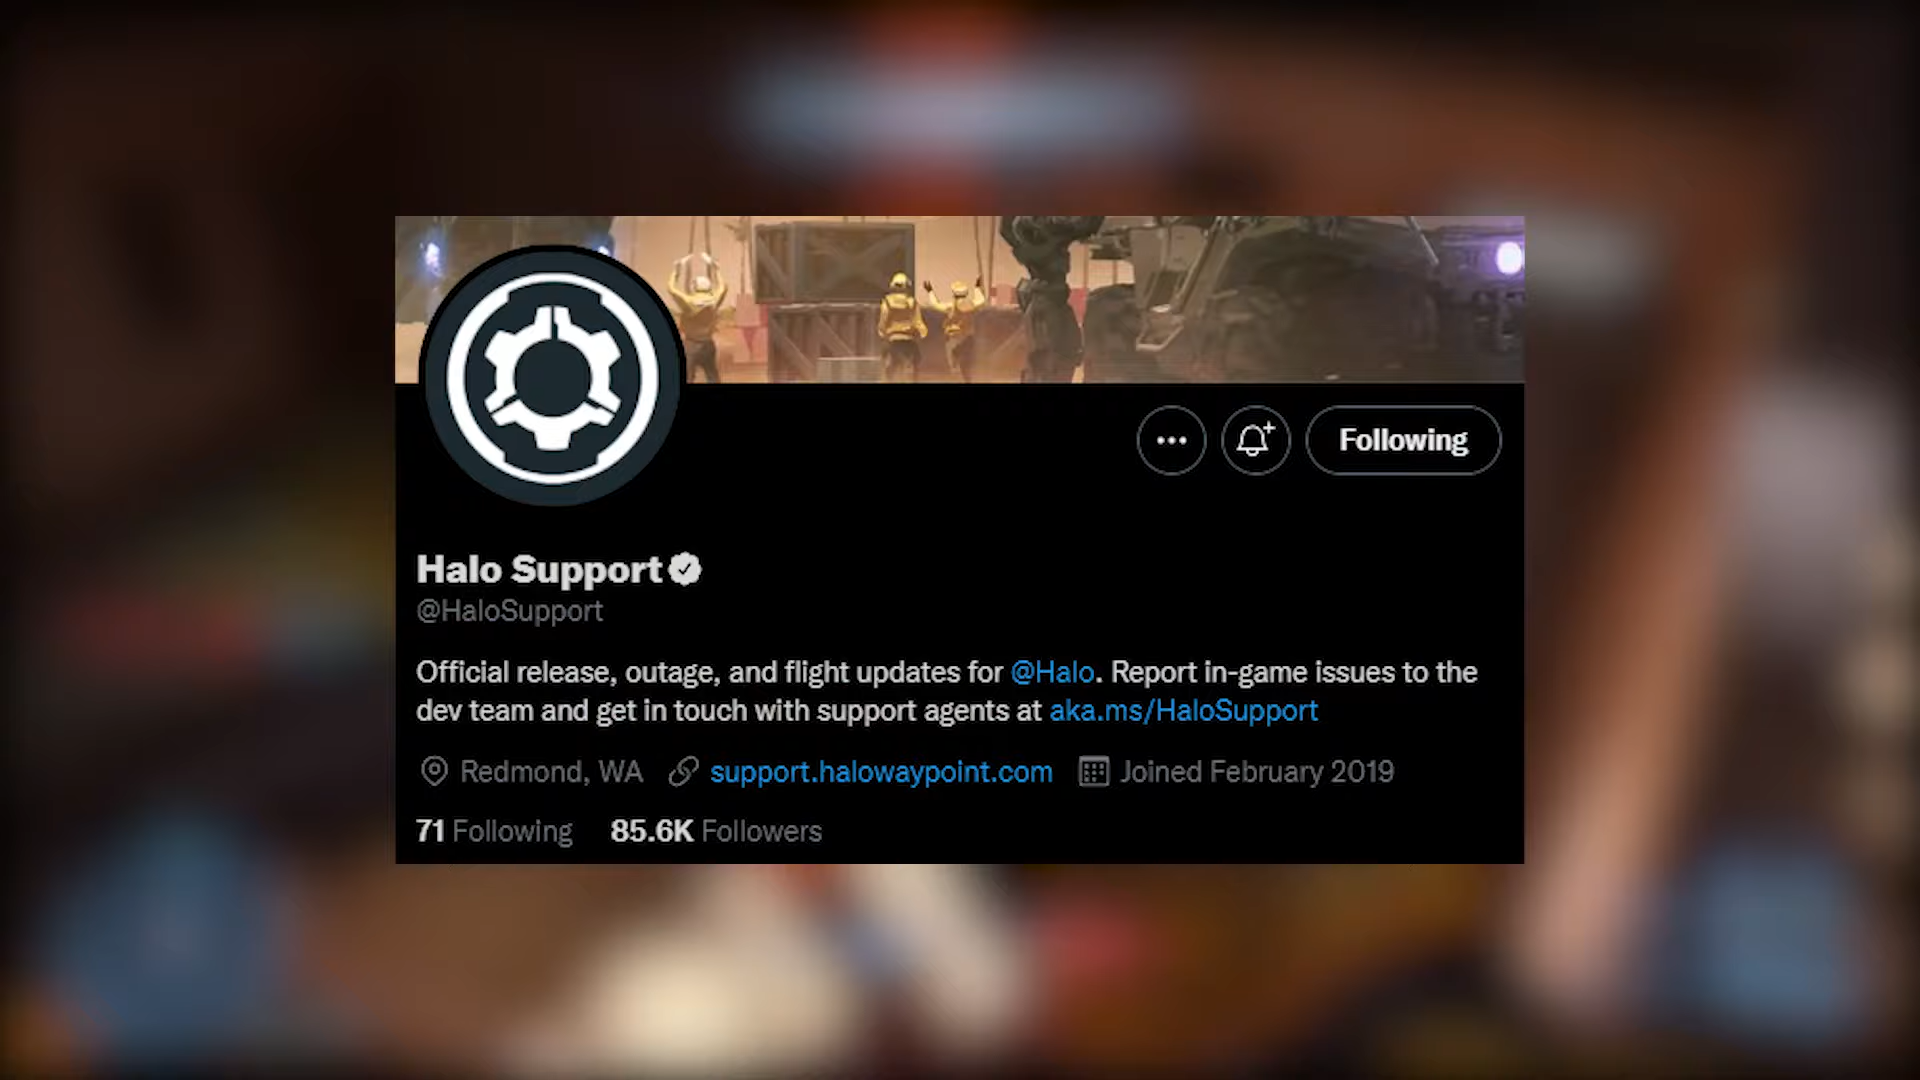 Following
Halo Support
@HaloSupport
Official release, outage, and flight updates for @Halo. Report in-game issues to the
dev team and get in touch with support agents at aka.ms/HaloSupport
Redmond, WA support.halowaypoint.com Joined February 2019
71 Following 85.6K Followers